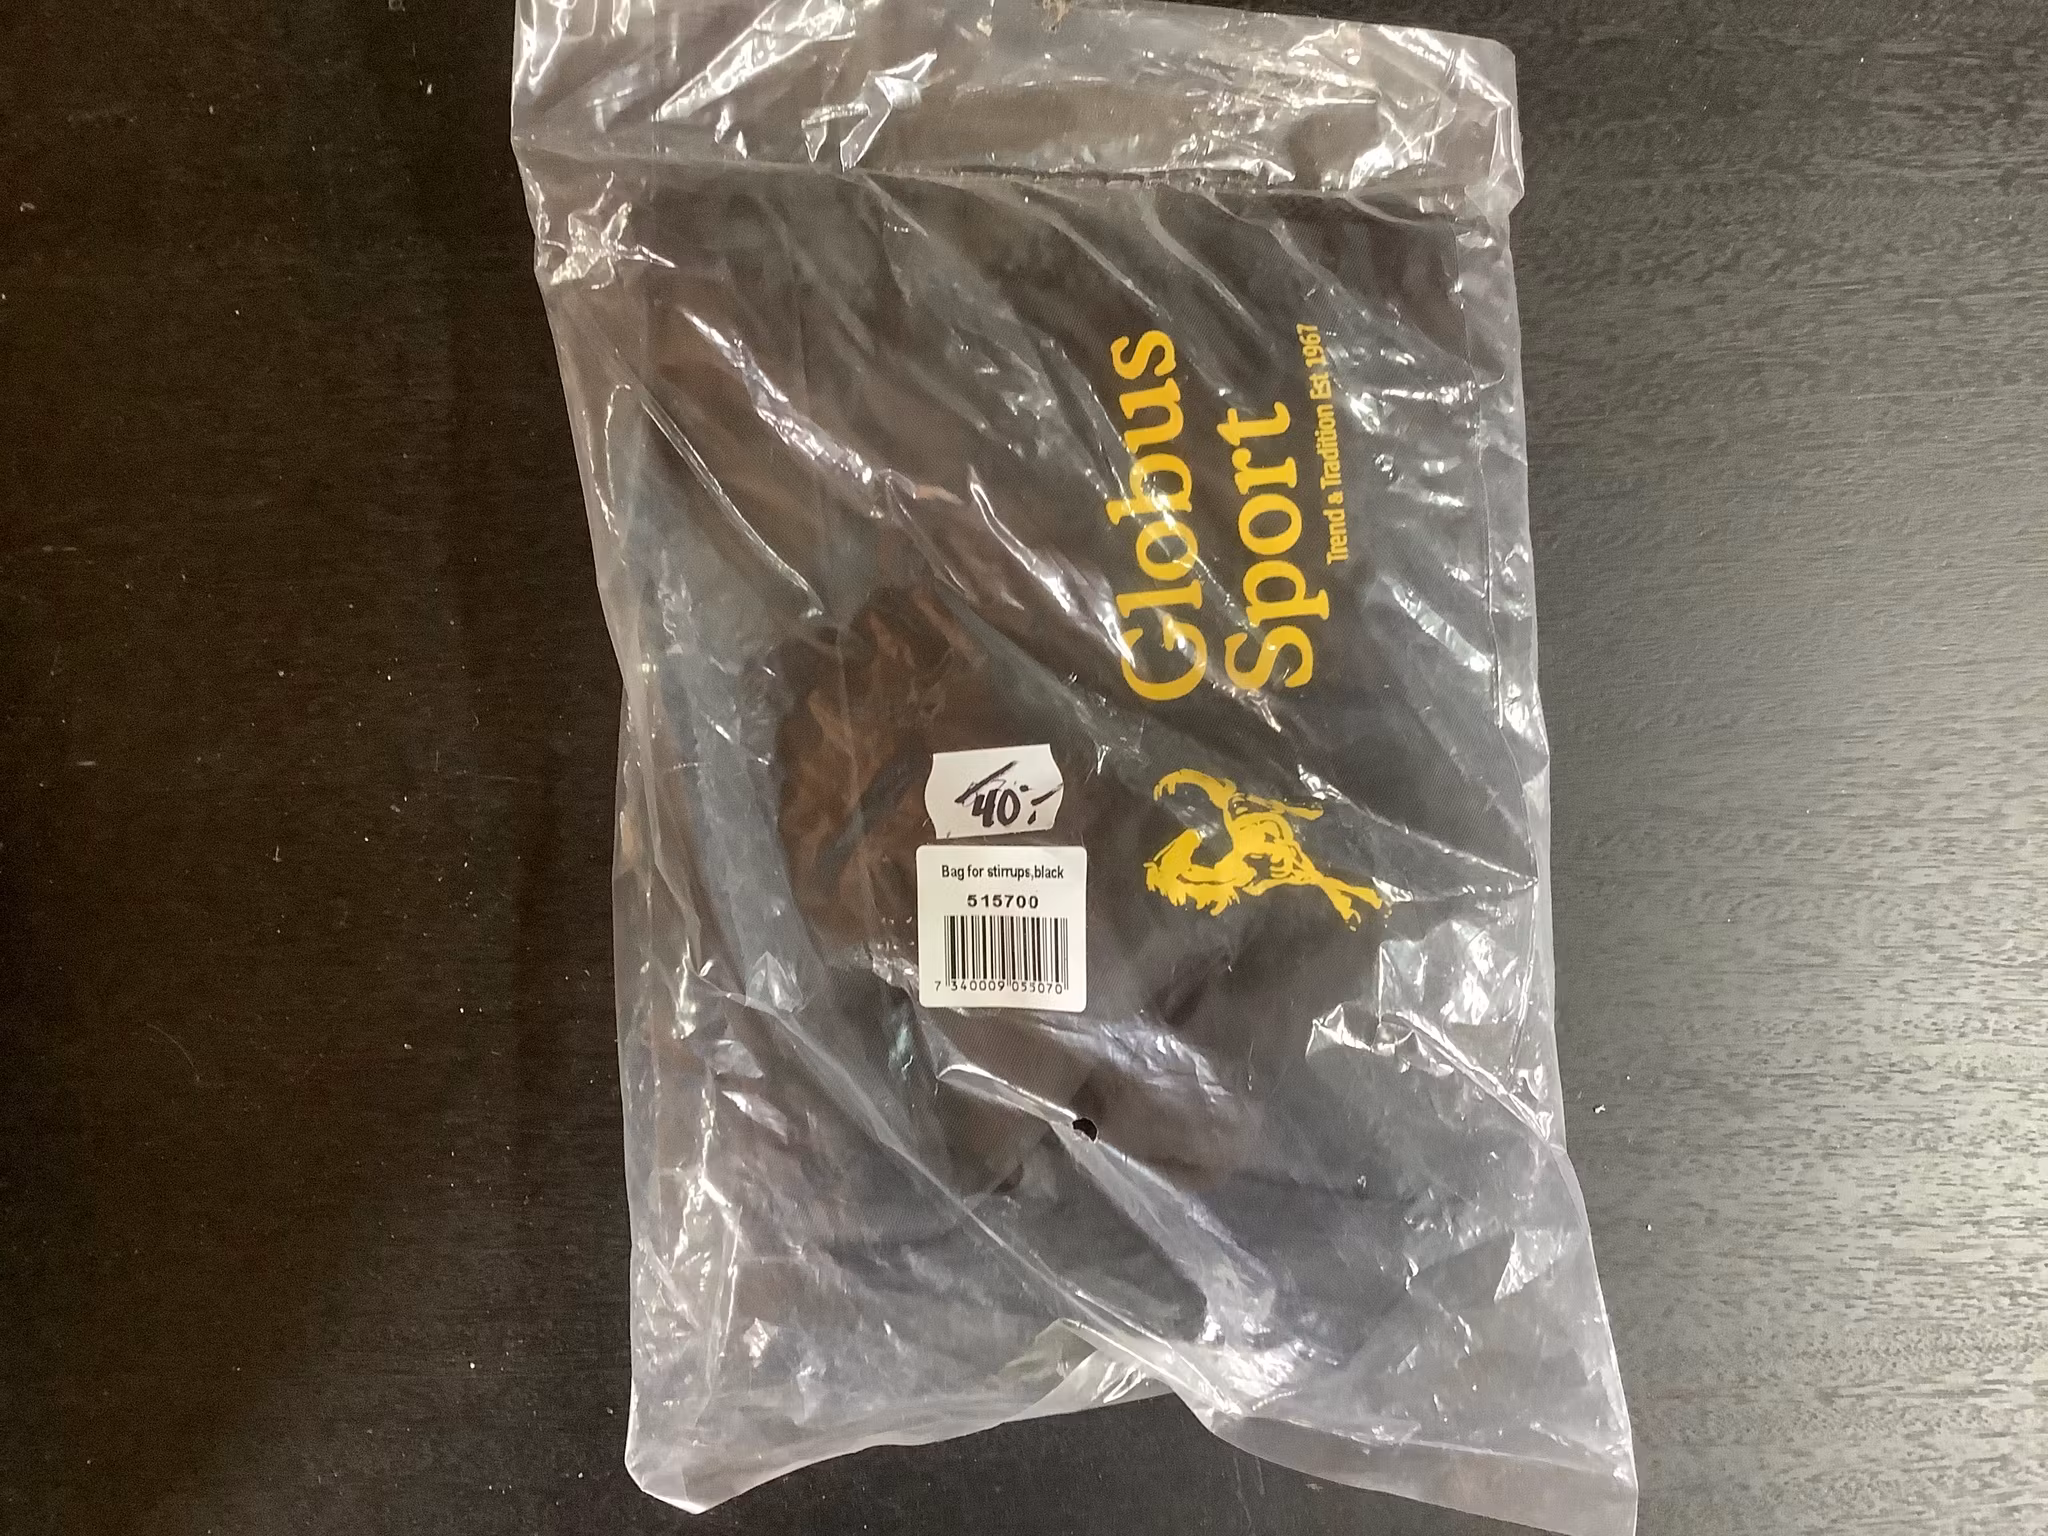 Globus
Sport
Trend & Tradition Est 1967
40:-
Bag for stirrups,black
515700
7 340009 055070